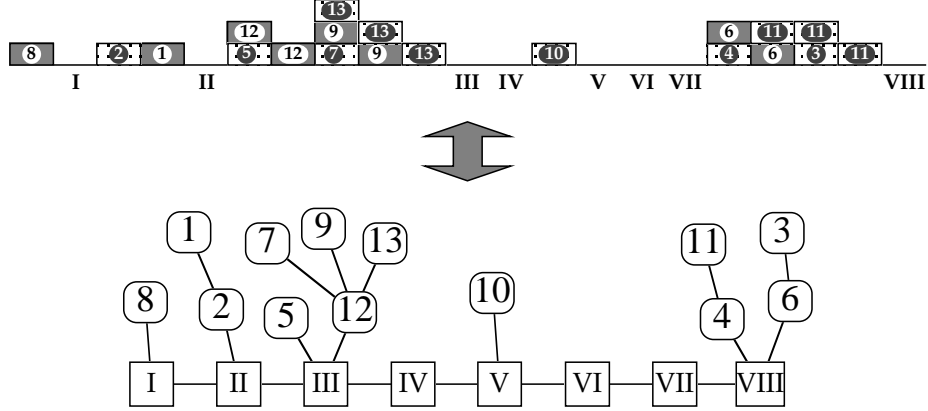 13
12 9 13 6 11 11
8 2 1 5 12 7 9 13 10 4 6 3 11
I II III IV V VI VII VIII
1 7 9 13 11 3
8 2 5 12 10 4 6
I II III IV V VI VII VIII